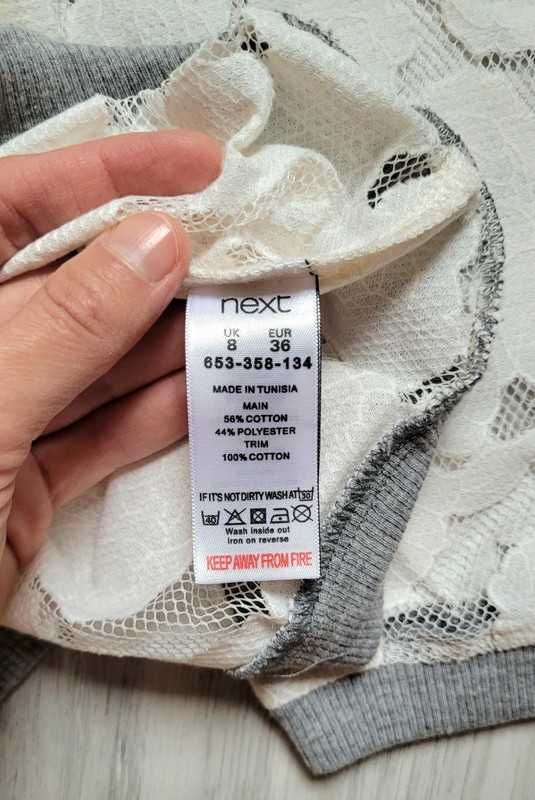 next
UK EUR
8 36
653-358-134
MADE IN TUNISIA
MAIN
56% COTTON
44% POLYESTER
TRIM
100% COTTON
IF IT'S NOT DIRTY WASH AT 30
40
Wash inside out
iron on reverse
KEEP AWAY FROM FIRE